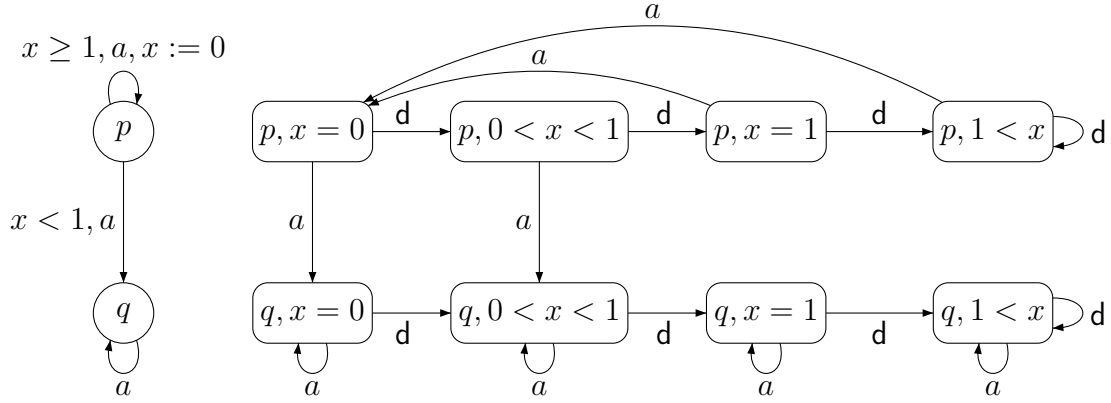 a
x ≥ 1, a, x := 0
a
p
p, x = 0
d
p, 0 < x < 1
d
p, x = 1
d
p, 1 < x
d
x < 1, a
a
a
q
q, x = 0
d
q, 0 < x < 1
d
q, x = 1
d
q, 1 < x
d
a
a
a
a
a